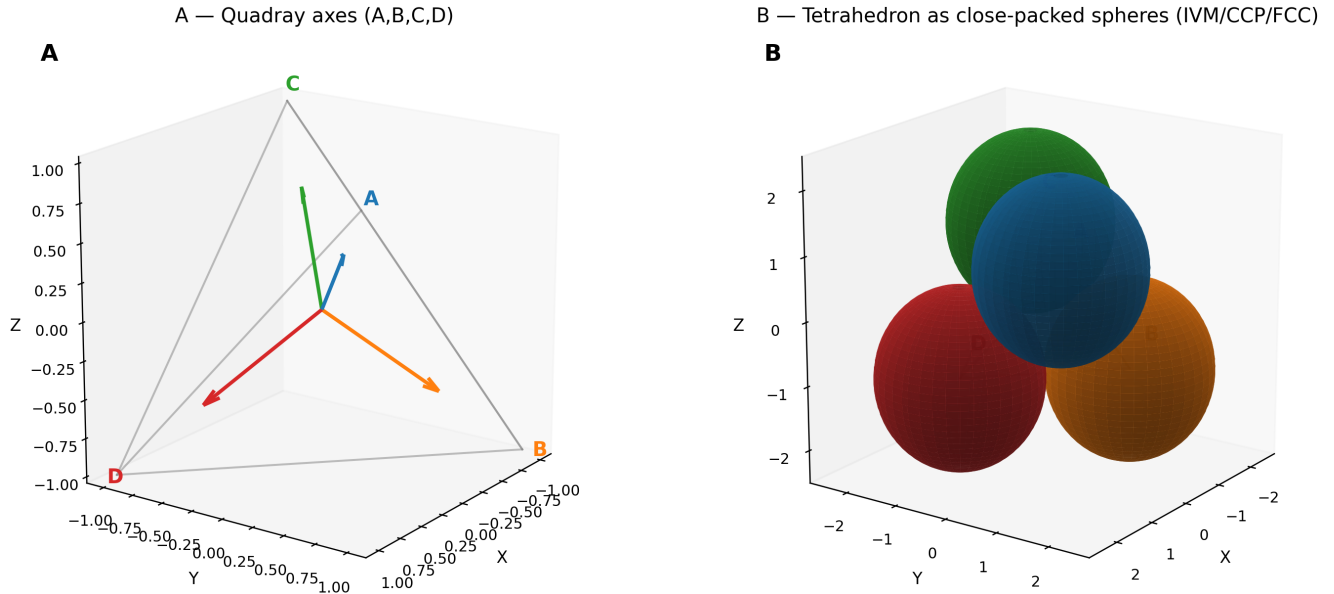 A — Quadray axes (A,B,C,D)
A
C
A
B
D
1.00
0.75
0.50
0.25
0.00
−0.25
−0.50
−0.75
−1.00
Z
−1.00
−0.75
−0.50
−0.25
0.00
0.25
0.50
0.75
1.00
Y
−1.00
−0.75
−0.50
−0.25
0.00
0.25
0.50
0.75
1.00
X
B — Tetrahedron as close-packed spheres (IVM/CCP/FCC)
B
D
B
2
1
0
−1
−2
Z
−2
−1
0
1
2
Y
−2
−1
0
1
2
X